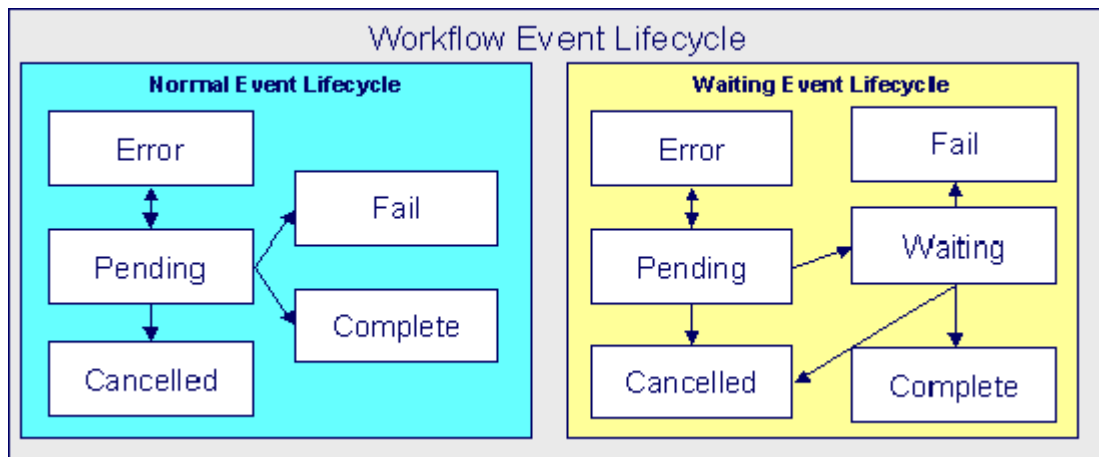 Workflow Event Lifecycle
Normal Event Lifecycle
Error
Fail
Pending
Complete
Cancelled
Waiting Event Lifecycle
Error
Fail
Pending
Waiting
Cancelled
Complete